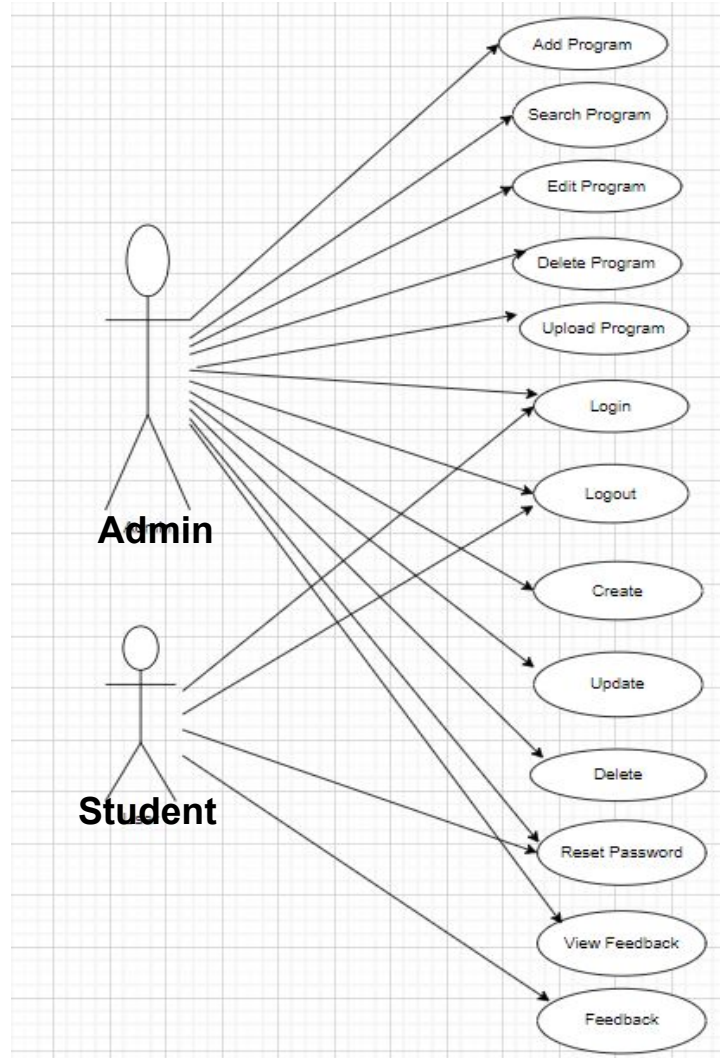 Add Program
Search Program
Edit Program
Delete Program
Upload Program
Login
Logout
Admin
Create
Update
Delete
Student
Reset Password
View Feedback
Feedback